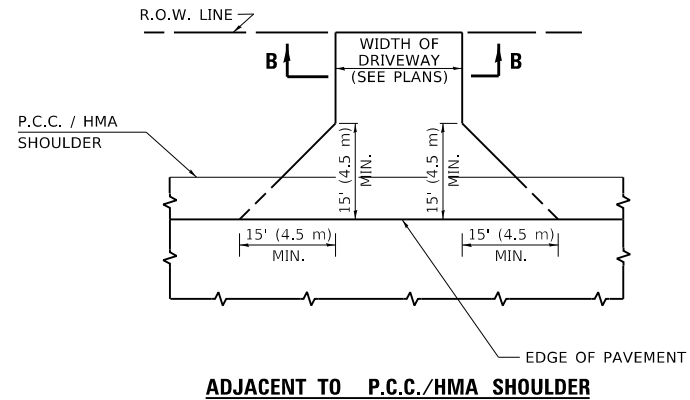 R.O.W. LINE
B
WIDTH OF
DRIVEWAY
(SEE PLANS)
B
P.C.C. / HMA
SHOULDER
15' (4.5 m)
MIN.
15' (4.5 m)
MIN.
15' (4.5 m)
MIN.
15' (4.5 m)
MIN.
EDGE OF PAVEMENT
ADJACENT TO P.C.C./HMA SHOULDER